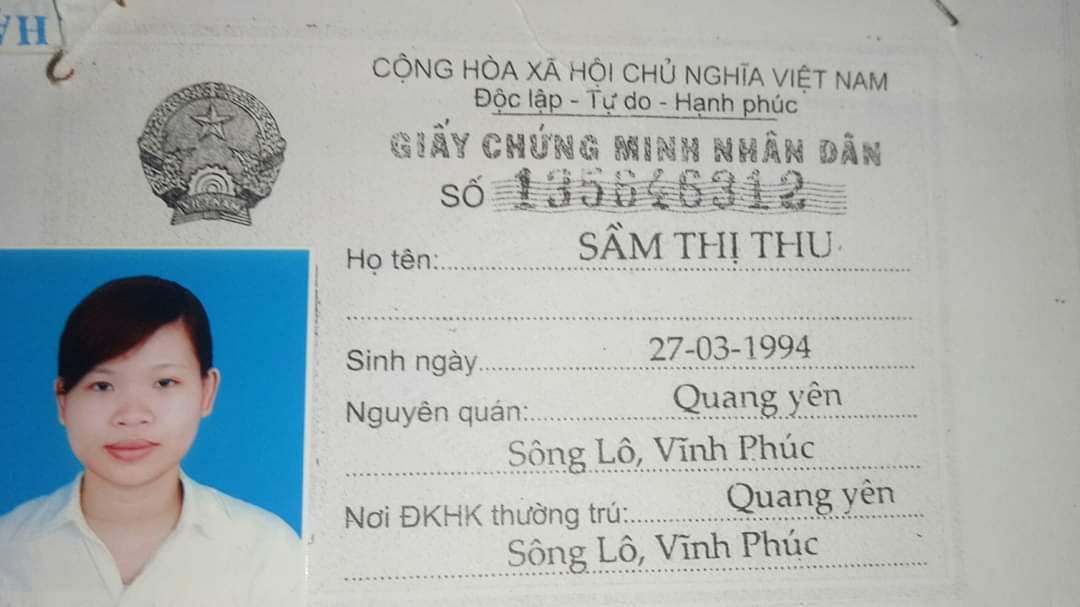 CỘNG HÒA XÃ HỘI CHỦ NGHĨA VIỆT NAM
Độc lập - Tự do - Hạnh phúc
GIẤY CHỨNG MINH NHÂN DÂN
SỐ 135646312
VIETNAM
Họ tên: SẦM THỊ THU
Sinh ngày 27-03-1994
Nguyên quán: Quang yên
Sông Lô, Vĩnh Phúc
Nơi ĐKHK thường trú: Quang yên
Sông Lô, Vĩnh Phúc